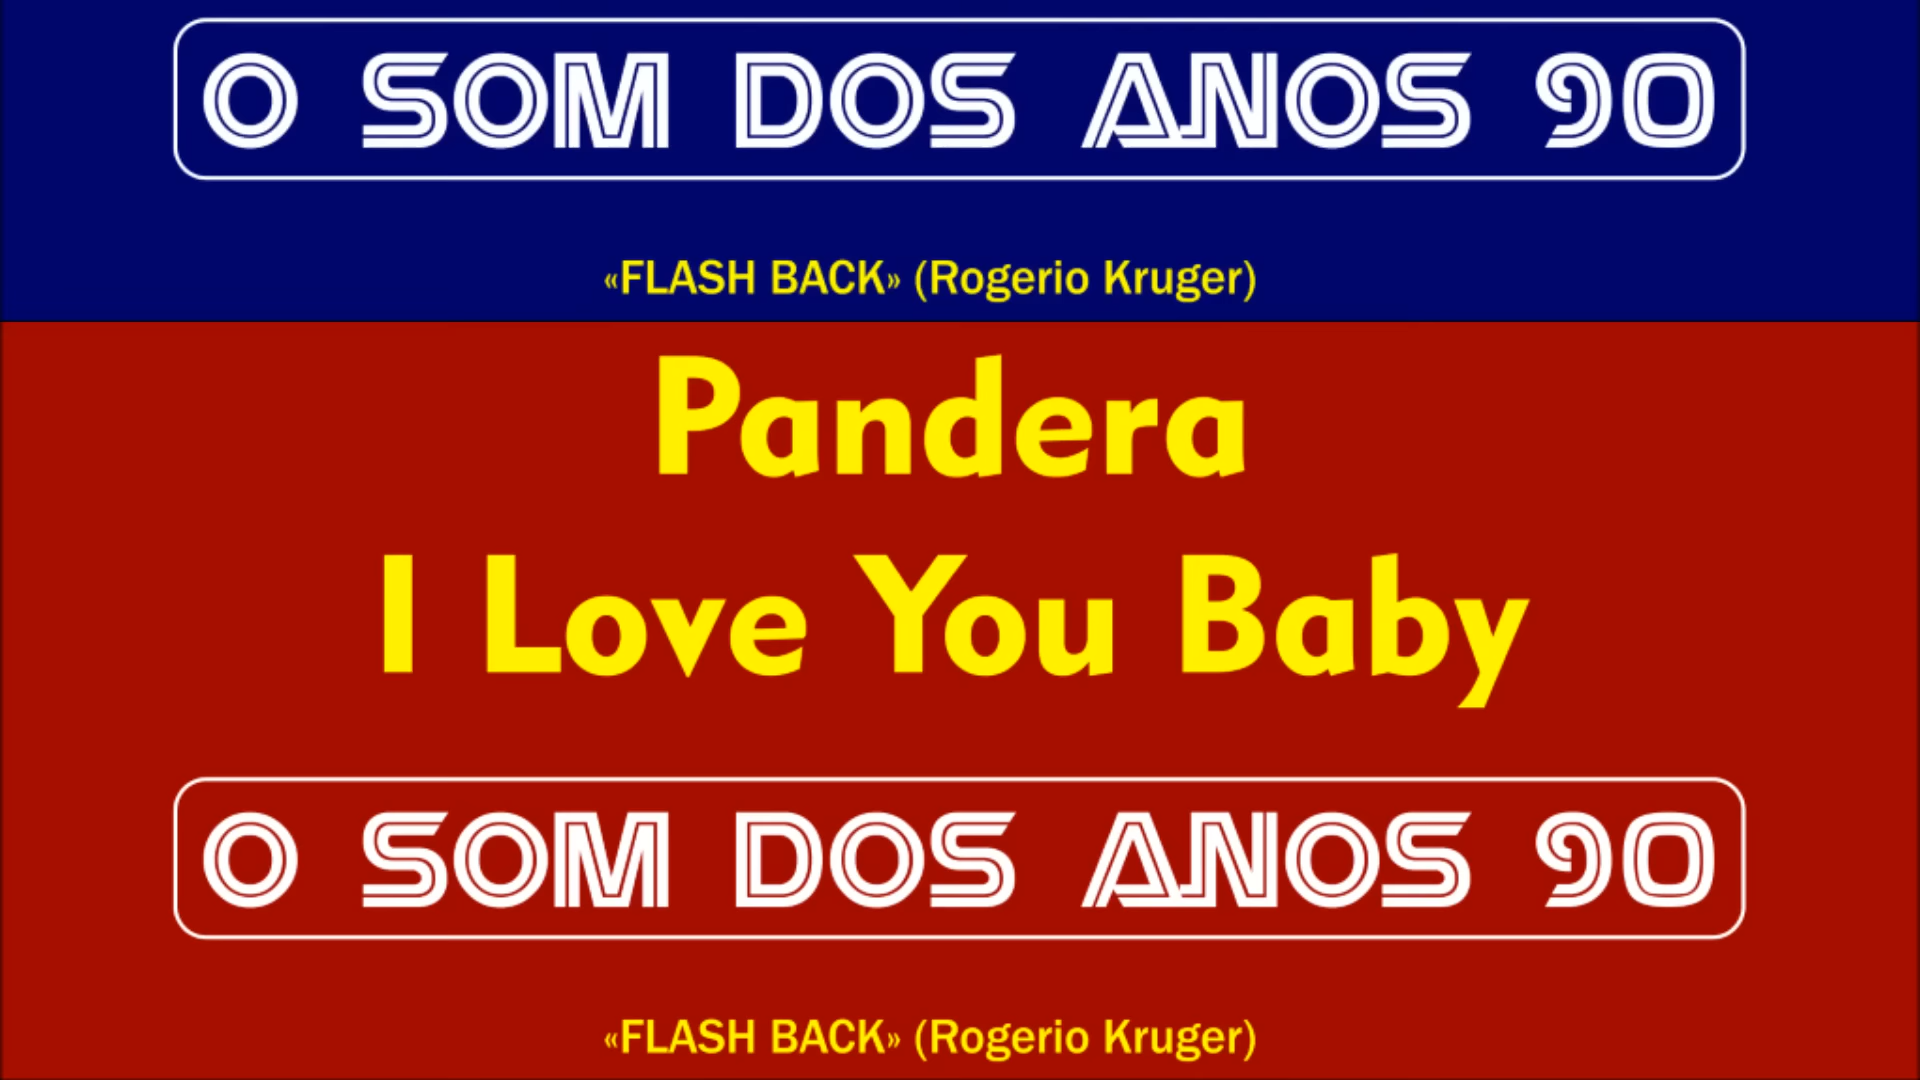 O SOM DOS ANOS 90
«FLASH BACK» (Rogerio Kruger)
Pandera
I Love You Baby
O SOM DOS ANOS 90
«FLASH BACK» (Rogerio Kruger)